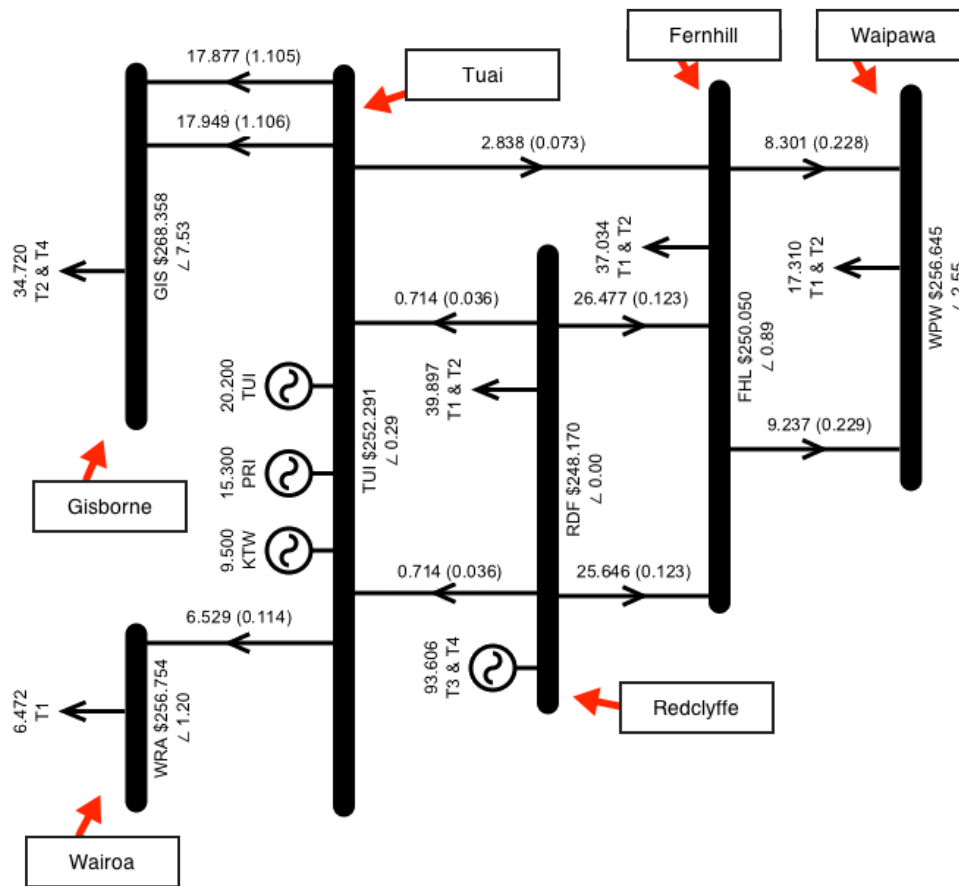 Fernhill
Waipawa
Tuai
17.877 (1.105)
17.949 (1.106)
2.838 (0.073)
8.301 (0.228)
34.720
T2 & T4
GIS $268.358
∠ 7.53
37.034
T1 & T2
17.310
T1 & T2
WPW $256.645
∠ 2.55
0.714 (0.036)
26.477 (0.123)
FHL $250.050
∠ 0.89
20.200
TUI
39.897
T1 & T2
15.300
PRI
TUI $252.291
∠ 0.29
RDF $248.170
∠ 0.00
9.237 (0.229)
Gisborne
9.500
KTW
0.714 (0.036)
25.646 (0.123)
6.529 (0.114)
93.606
T3 & T4
6.472
T1
WRA $256.754
∠ 1.20
Redclyffe
Wairoa